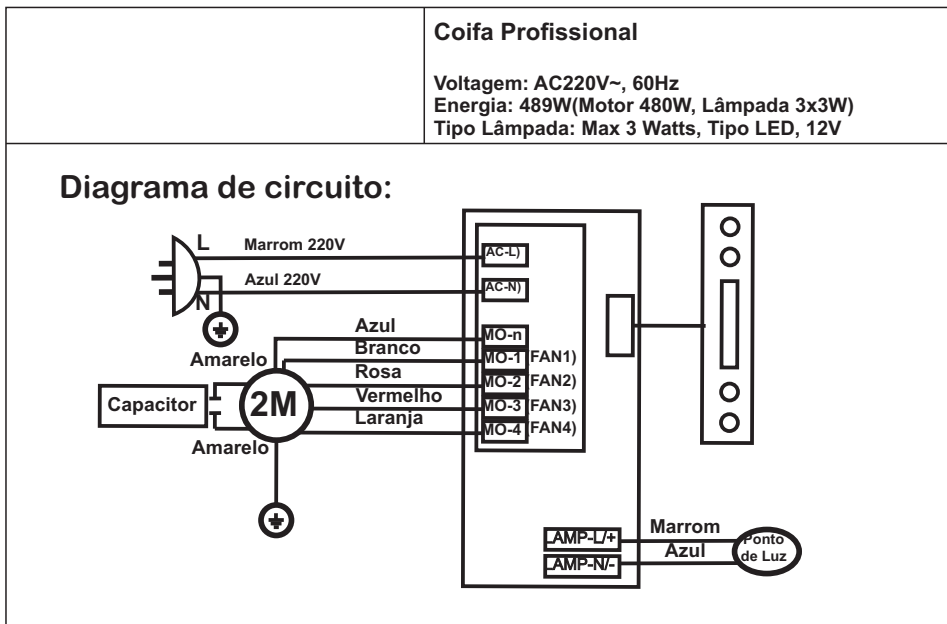 Coifa Profissional
Voltagem: AC220V~, 60Hz
Energia: 489W(Motor 480W, Lâmpada 3x3W)
Tipo Lâmpada: Max 3 Watts, Tipo LED, 12V
Diagrama de circuito:
L
Marrom 220V
AC-L)
Azul 220V
AC-N)
N
Azul
MO-n
Amarelo
Branco
MO-1 (FAN1)
Rosa
MO-2 (FAN2)
Capacitor
2M
Vermelho
MO-3 (FAN3)
Laranja
MO-4 (FAN4)
Amarelo
LAMP-L/+
Marrom
LAMP-N/-
Azul
Ponto
de Luz